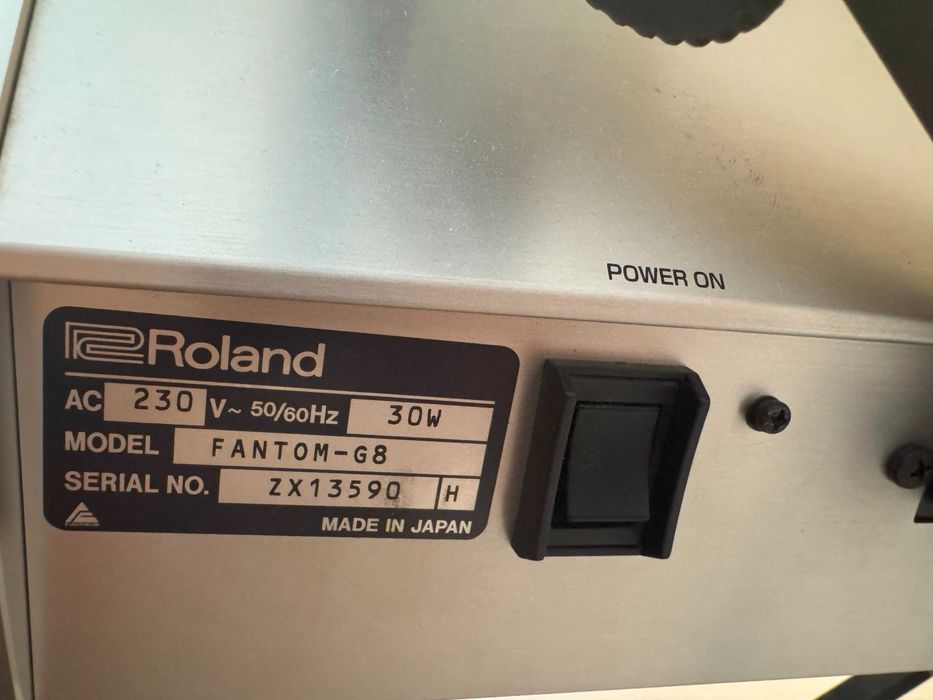 POWER ON
Roland
AC 230 V~ 50/60Hz 30W
MODEL FANTOM-G8
SERIAL NO. ZX13590 H
MADE IN JAPAN